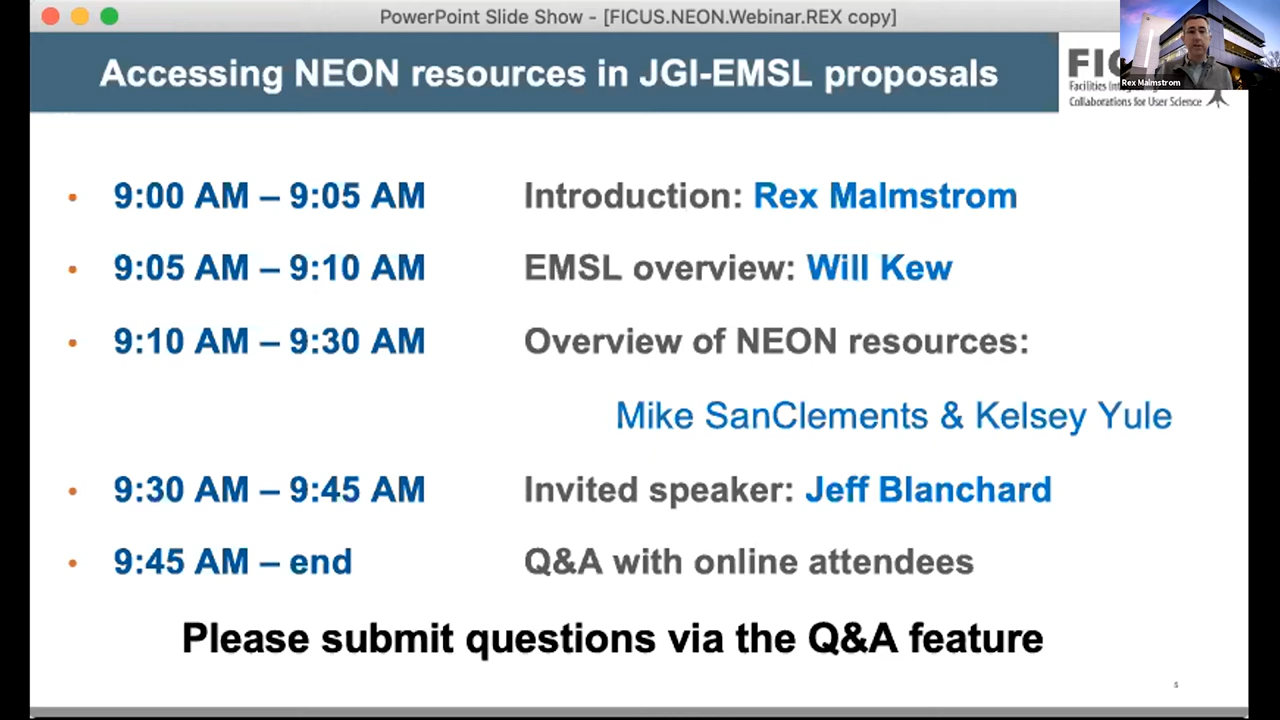 PowerPoint Slide Show - [FICUS.NEON.Webinar.REX copy]
Accessing NEON resources in JGI-EMSL proposals
Rex Malmstrom
Facilities
Collaborations for User Science
• 9:00 AM – 9:05 AM Introduction: Rex Malmstrom
• 9:05 AM – 9:10 AM EMSL overview: Will Kew
• 9:10 AM – 9:30 AM Overview of NEON resources:
Mike SanClements & Kelsey Yule
• 9:30 AM – 9:45 AM Invited speaker: Jeff Blanchard
• 9:45 AM – end Q&A with online attendees
Please submit questions via the Q&A feature
5